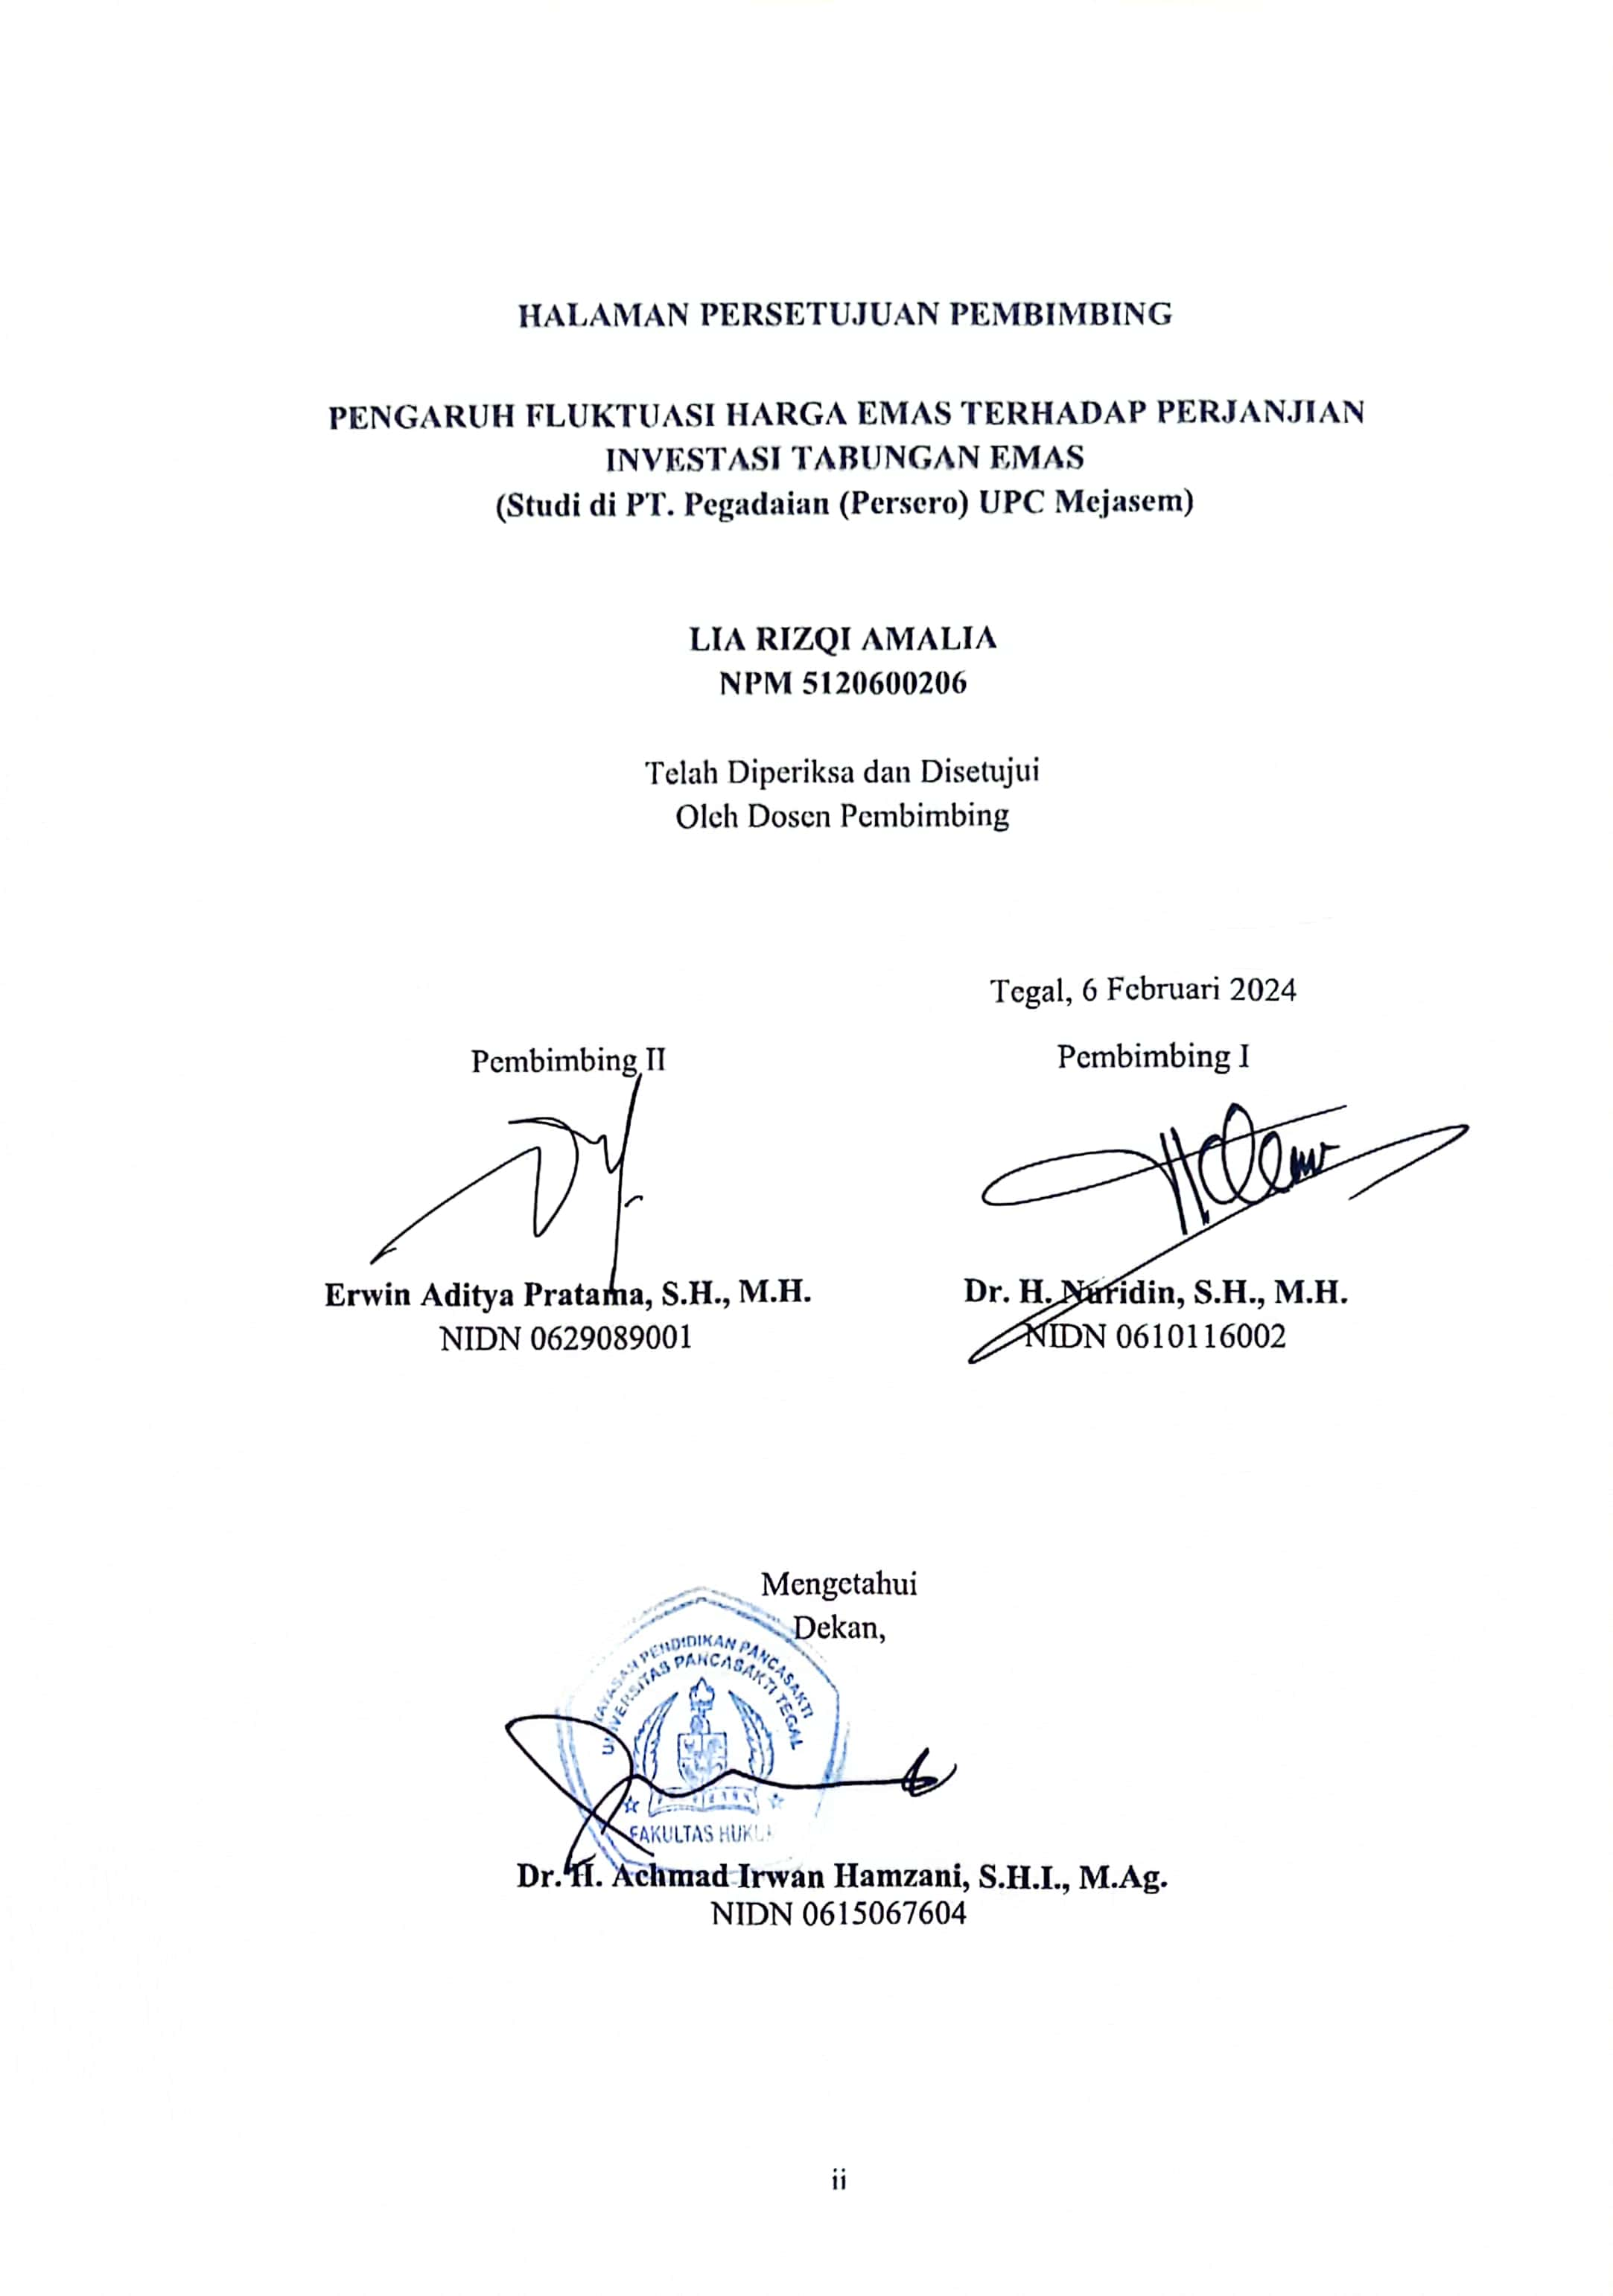 HALAMAN PERSETUJUAN PEMBIMBING
PENGARUH FLUKTUASI HARGA EMAS TERHADAP PERJANJIAN
INVESTASI TABUNGAN EMAS
(Studi di PT. Pegadaian (Persero) UPC Mejasem)
LIA RIZQI AMALIA
NPM 5120600206
Telah Diperiksa dan Disetujui
Oleh Dosen Pembimbing
Tegal, 6 Februari 2024
Pembimbing II
Pembimbing I
Erwin Aditya Pratama, S.H., M.H.
NIDN 0629089001
Dr. H. Nuridin, S.H., M.H.
NIDN 0610116002
Mengetahui
Dekan,
YAYASAN PENDIDIKAN PANCASAKTI
UNIVERSITAS PANCASAKTI TEGAL
FAKULTAS
Dr. H. Achmad Irwan Hamzani, S.H.I., M.Ag.
NIDN 0615067604
ii